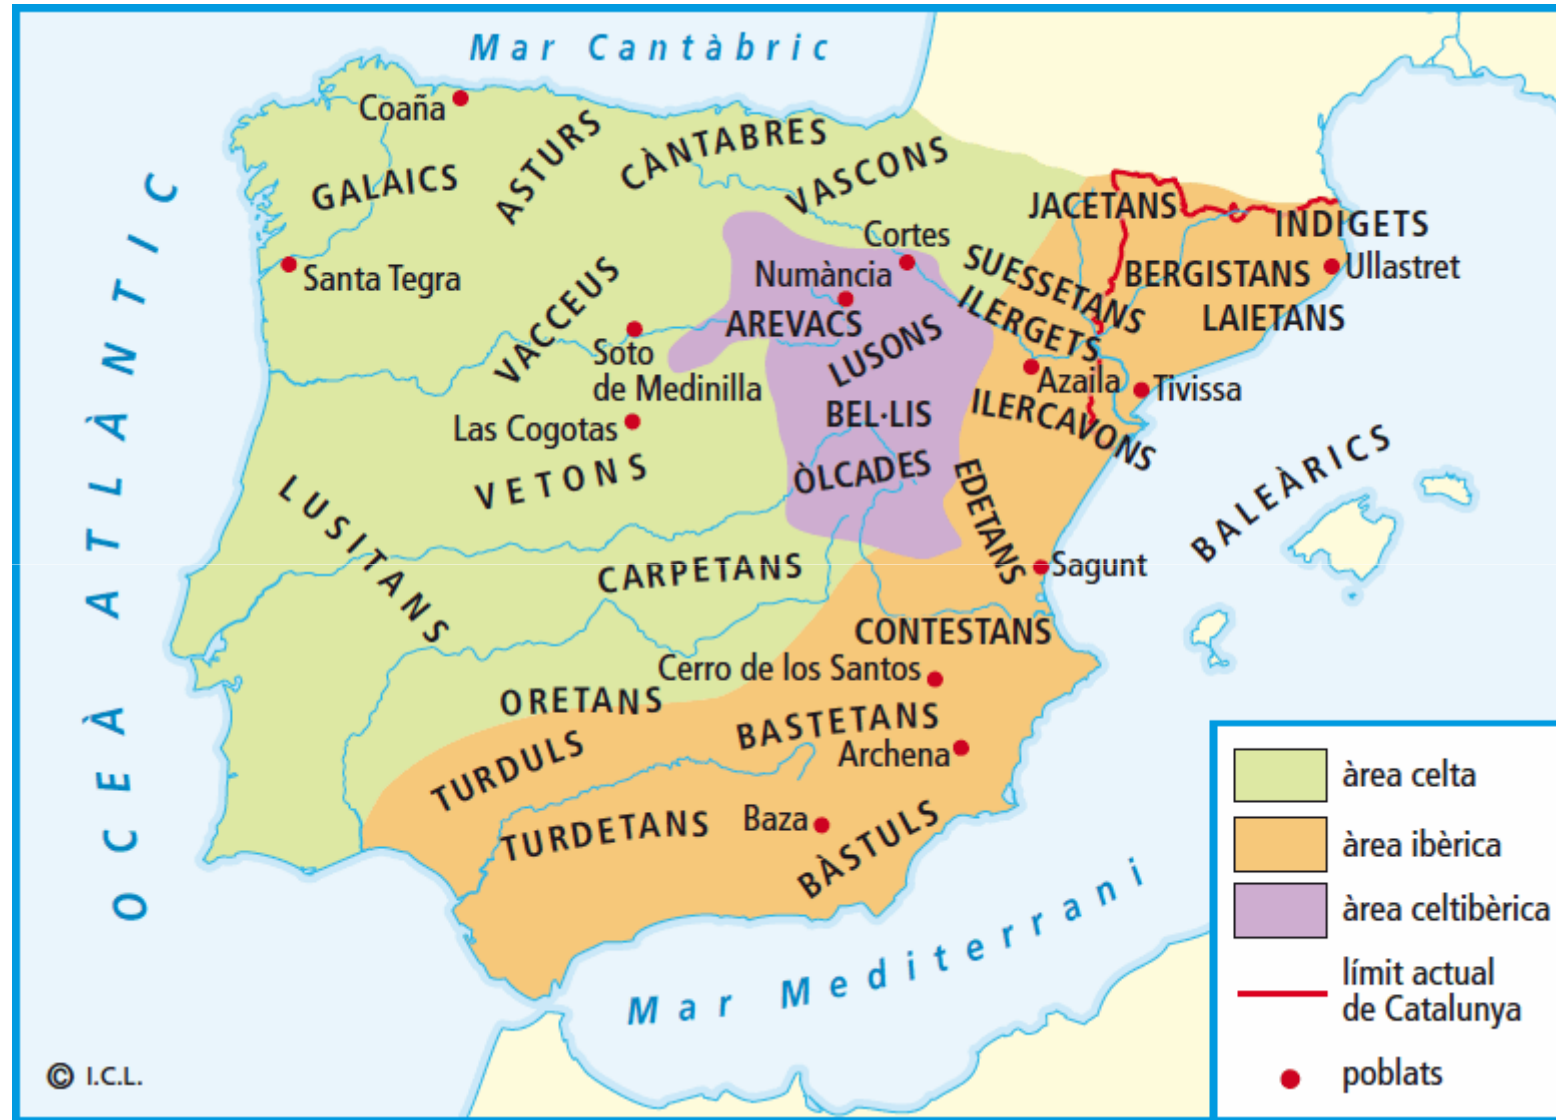 Mar Cantàbric
Coaña
ASTURS
CÀNTABRES
VASCONS
GALAICS
JACETANS
INDIGETS
Cortes
SUESSETANS
BERGISTANS
Ullastret
Santa Tegra
Numància
ILERGETS
LAIETANS
VACCEUS
AREVACS
LUSONS
Soto
de Medinilla
Azaila
Tivissa
Las Cogotas
BEL·LIS
ILERCAVONS
VETONS
ÒLCADES
EDETANS
BALEÀRICS
LUSITANS
CARPETANS
Sagunt
OCEÀ ATLÀNTIC
CONTESTANS
Cerro de los Santos
ORETANS
BASTETANS
TURDULS
Archena
TURDETANS
Baza
BÀSTULS
Mar Mediterrani
àrea celta
àrea ibèrica
àrea celtibèrica
límit actual
de Catalunya
poblats
© I.C.L.